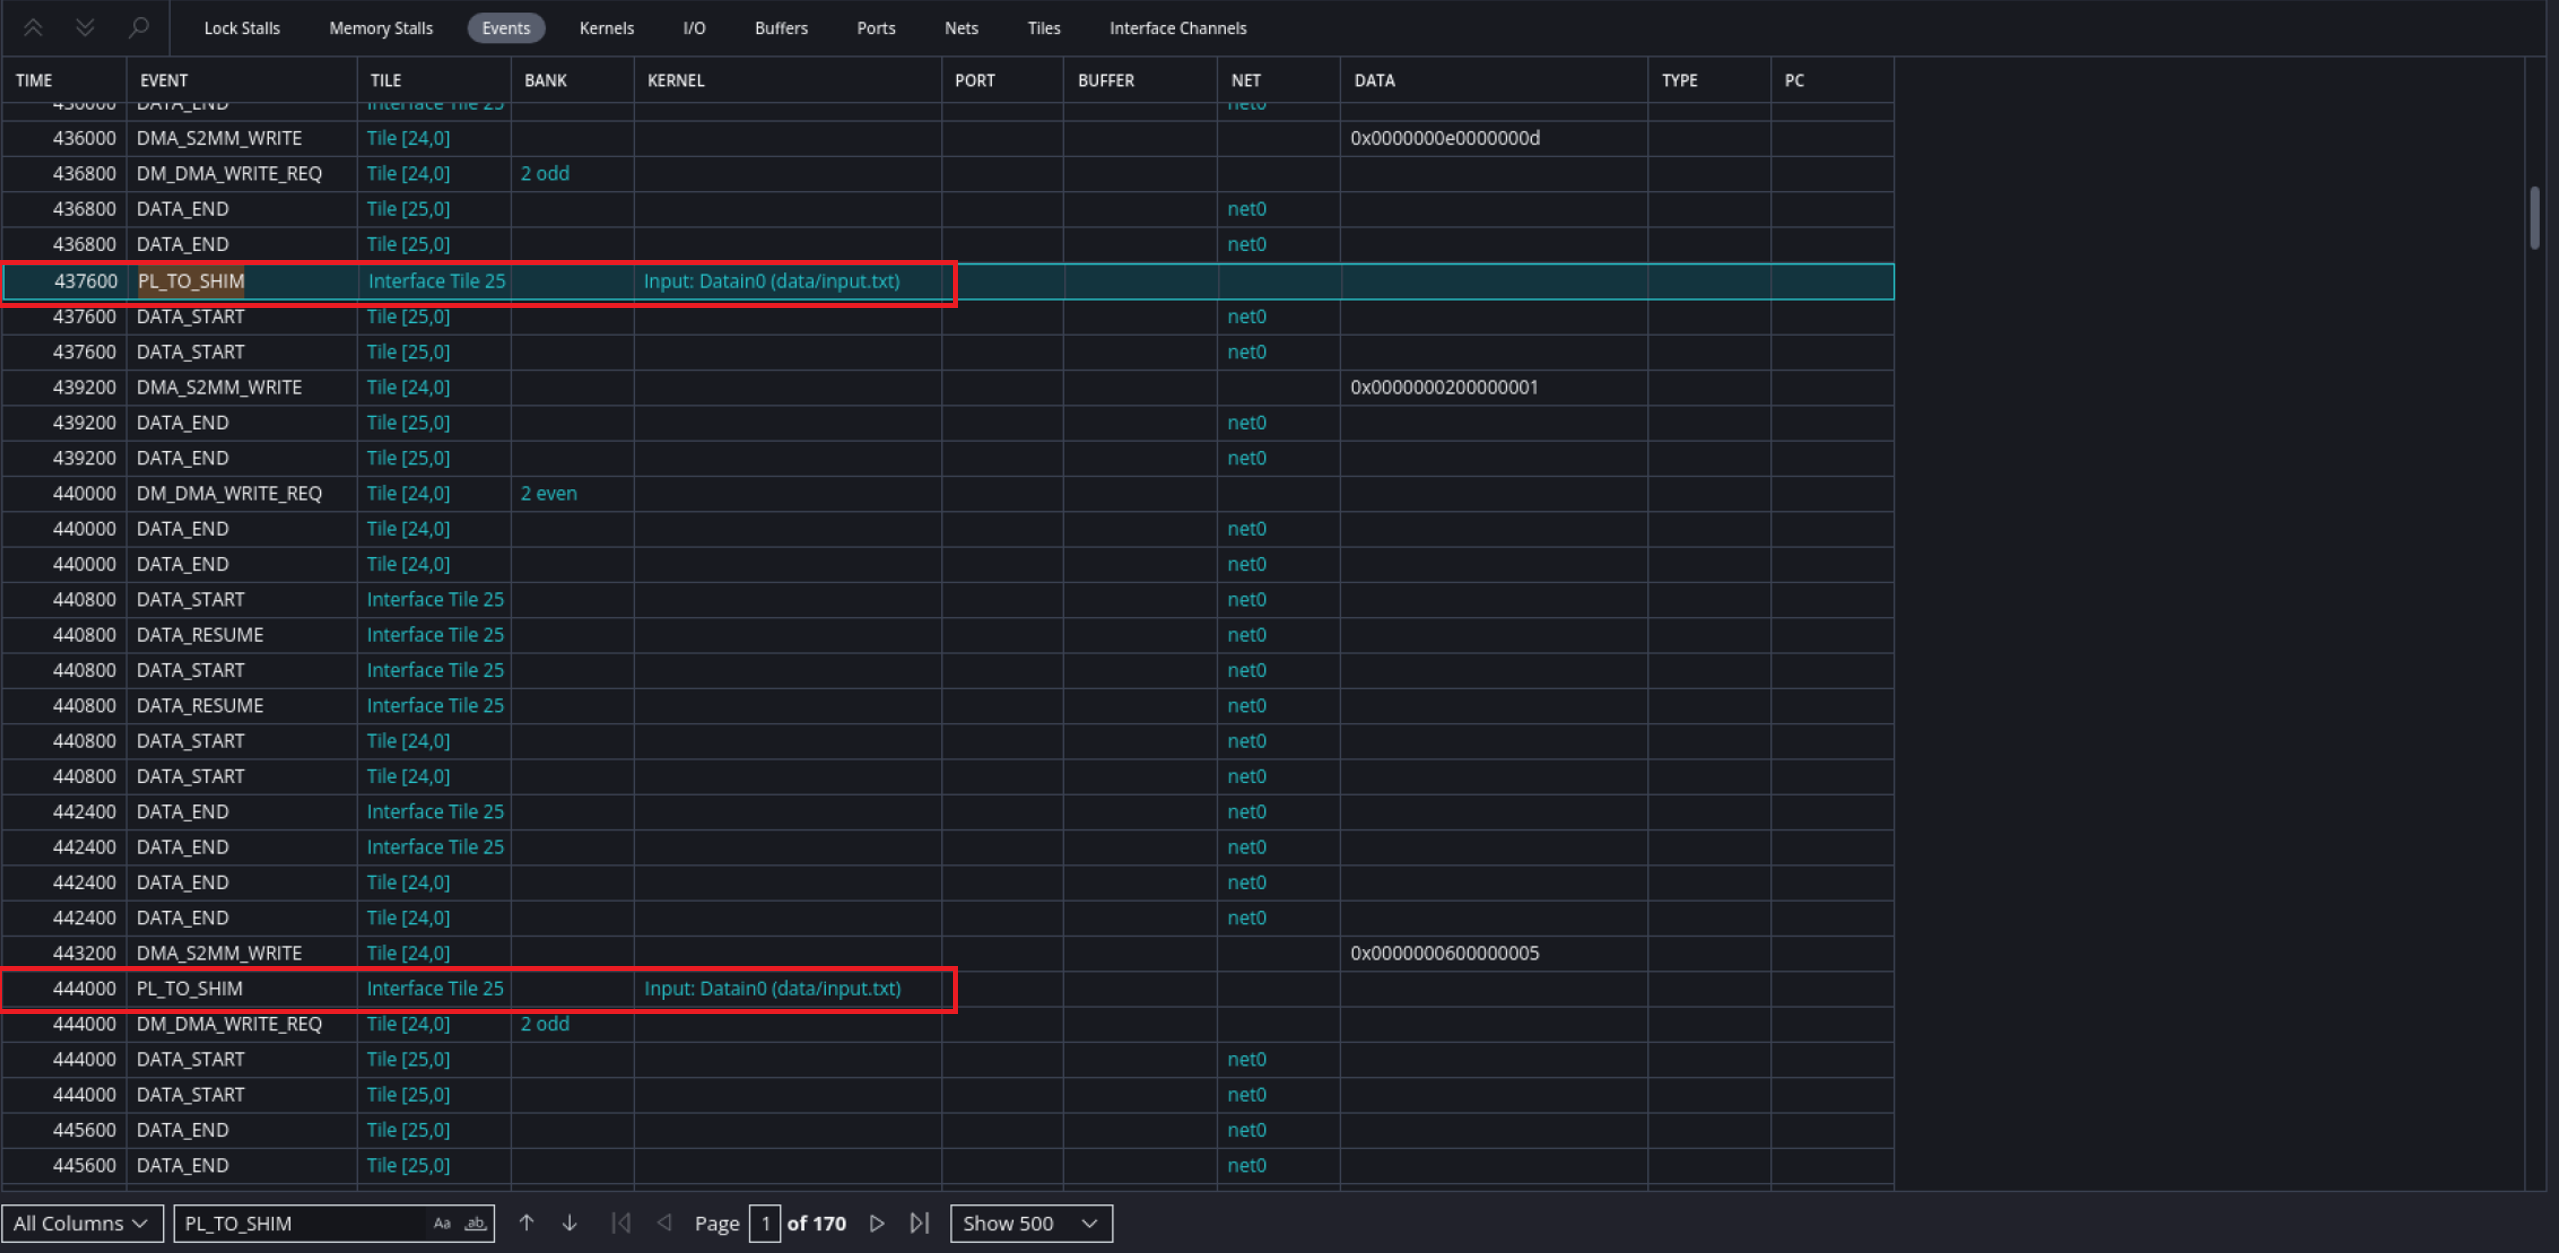 Lock Stalls Memory Stalls Events Kernels I/O Buffers Ports Nets Tiles Interface Channels
TIME EVENT TILE BANK KERNEL PORT BUFFER NET DATA TYPE PC
DATA_END Interface Tile 25 net0
436000 DMA_S2MM_WRITE Tile [24,0] 0x0000000e0000000d
436800 DM_DMA_WRITE_REQ Tile [24,0] 2 odd
436800 DATA_END Tile [25,0] net0
436800 DATA_END Tile [25,0] net0
437600 PL_TO_SHIM Interface Tile 25 Input: Datain0 (data/input.txt)
437600 DATA_START Tile [25,0] net0
437600 DATA_START Tile [25,0] net0
439200 DMA_S2MM_WRITE Tile [24,0] 0x0000000200000001
439200 DATA_END Tile [25,0] net0
439200 DATA_END Tile [25,0] net0
440000 DM_DMA_WRITE_REQ Tile [24,0] 2 even
440000 DATA_END Tile [24,0] net0
440000 DATA_END Tile [24,0] net0
440800 DATA_START Interface Tile 25 net0
440800 DATA_RESUME Interface Tile 25 net0
440800 DATA_START Interface Tile 25 net0
440800 DATA_RESUME Interface Tile 25 net0
440800 DATA_START Tile [24,0] net0
440800 DATA_START Tile [24,0] net0
442400 DATA_END Interface Tile 25 net0
442400 DATA_END Interface Tile 25 net0
442400 DATA_END Tile [24,0] net0
442400 DATA_END Tile [24,0] net0
443200 DMA_S2MM_WRITE Tile [24,0] 0x0000000600000005
444000 PL_TO_SHIM Interface Tile 25 Input: Datain0 (data/input.txt)
444000 DM_DMA_WRITE_REQ Tile [24,0] 2 odd
444000 DATA_START Tile [25,0] net0
444000 DATA_START Tile [25,0] net0
445600 DATA_END Tile [25,0] net0
445600 DATA_END Tile [25,0] net0
All Columns PL_TO_SHIM Aa ab Page 1 of 170 Show 500